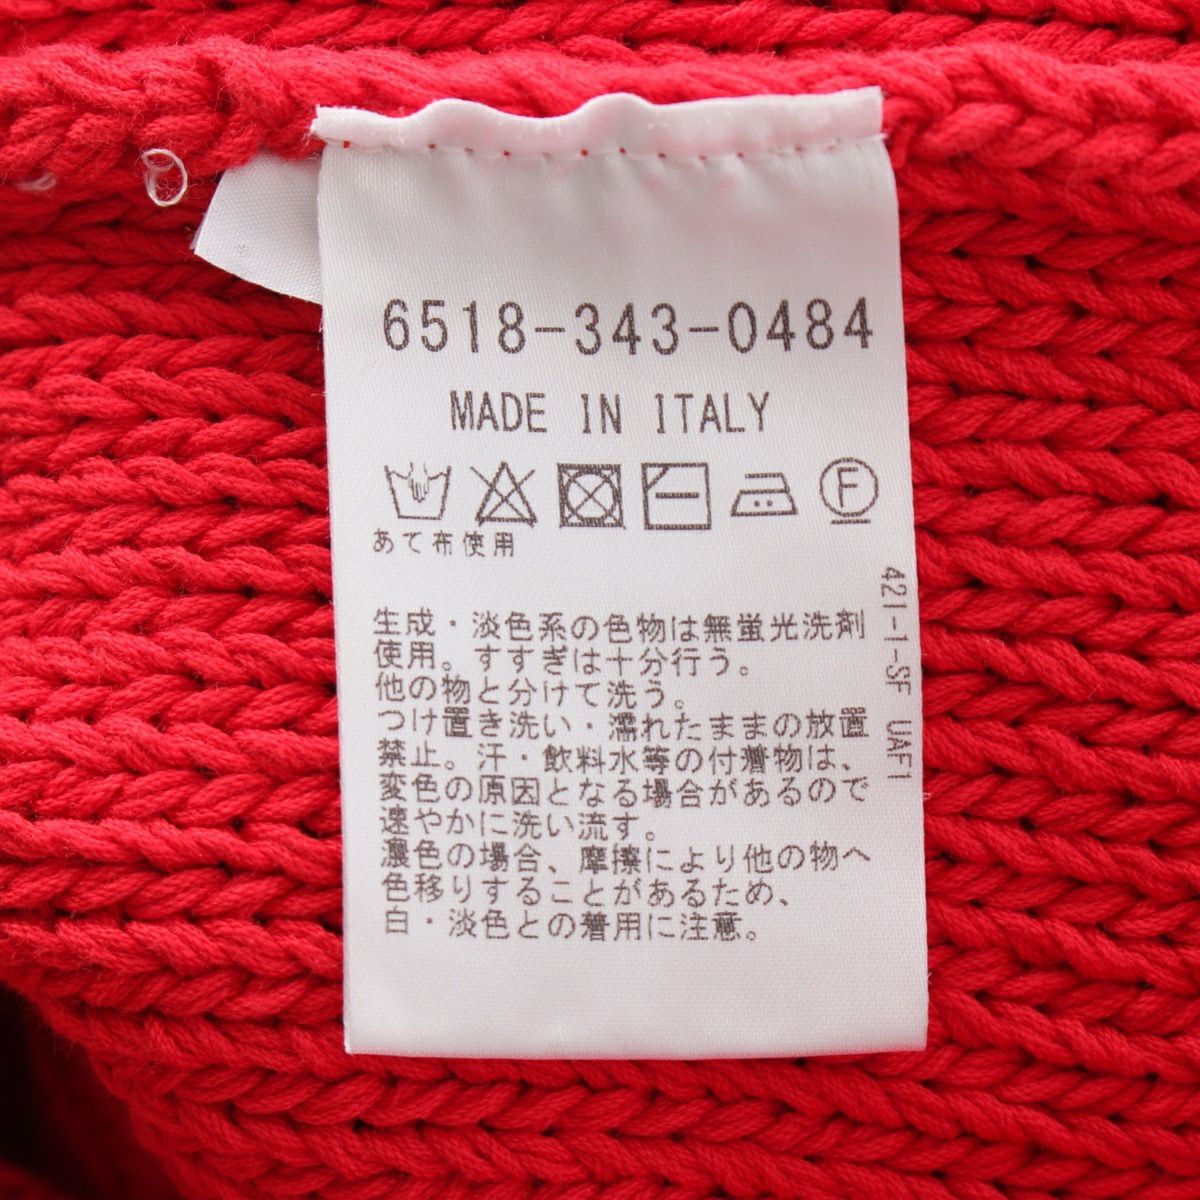 6518-343-0484
MADE IN ITALY
F
あて布使用
生成・淡色系の色物は無蛍光洗剤
使用。すすぎは十分行う。
他の物と分けて洗う。
つけ置き洗い・濡れたままの放置
禁止。汗・飲料水等の付着物は、
変色の原因となる場合があるので
速やかに洗い流す。
濃色の場合、摩擦により他の物へ
色移りすることがあるため、
白・淡色との着用に注意。
421-1-SF UAF1